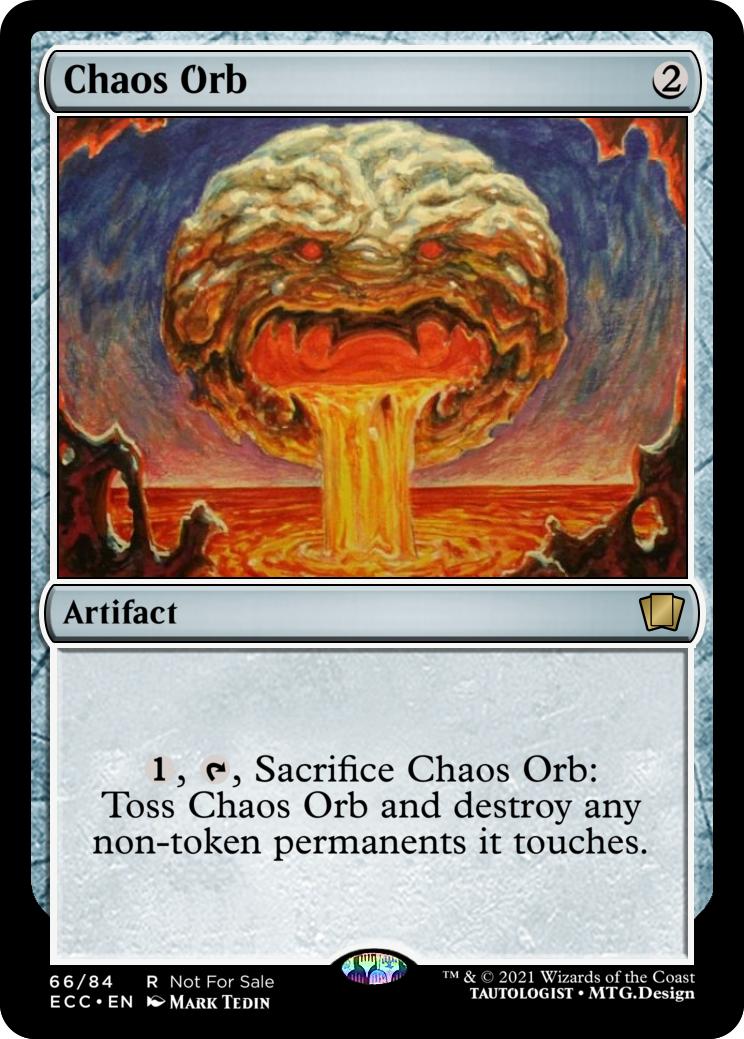 Chaos Orb 2
Artifact
1, , Sacrifice Chaos Orb:
Toss Chaos Orb and destroy any
non-token permanents it touches.
66/84 R Not For Sale
ECC • EN Mark Tedin
™ & © 2021 Wizards of the Coast
TAUTOLOGIST • MTG.Design